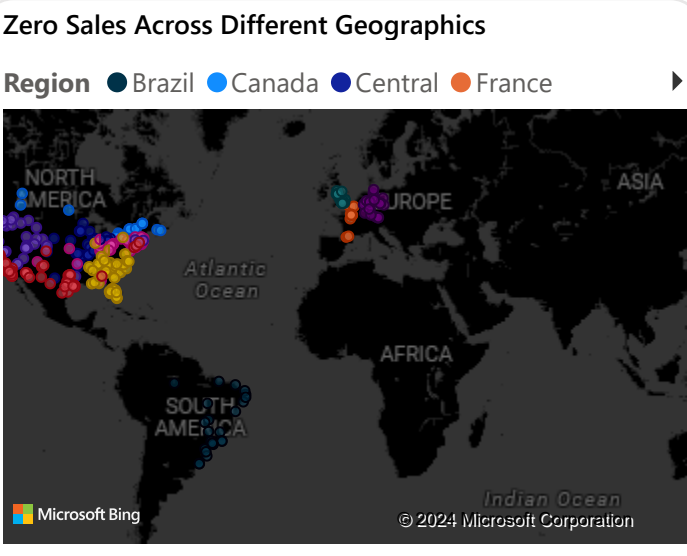 Zero Sales Across Different Geographics
Region Brazil Canada Central France
NORTH
AMERICA
EUROPE
ASIA
Atlantic
Ocean
AFRICA
SOUTH
AMERICA
Indian Ocean
Microsoft Bing
© 2024 Microsoft Corporation